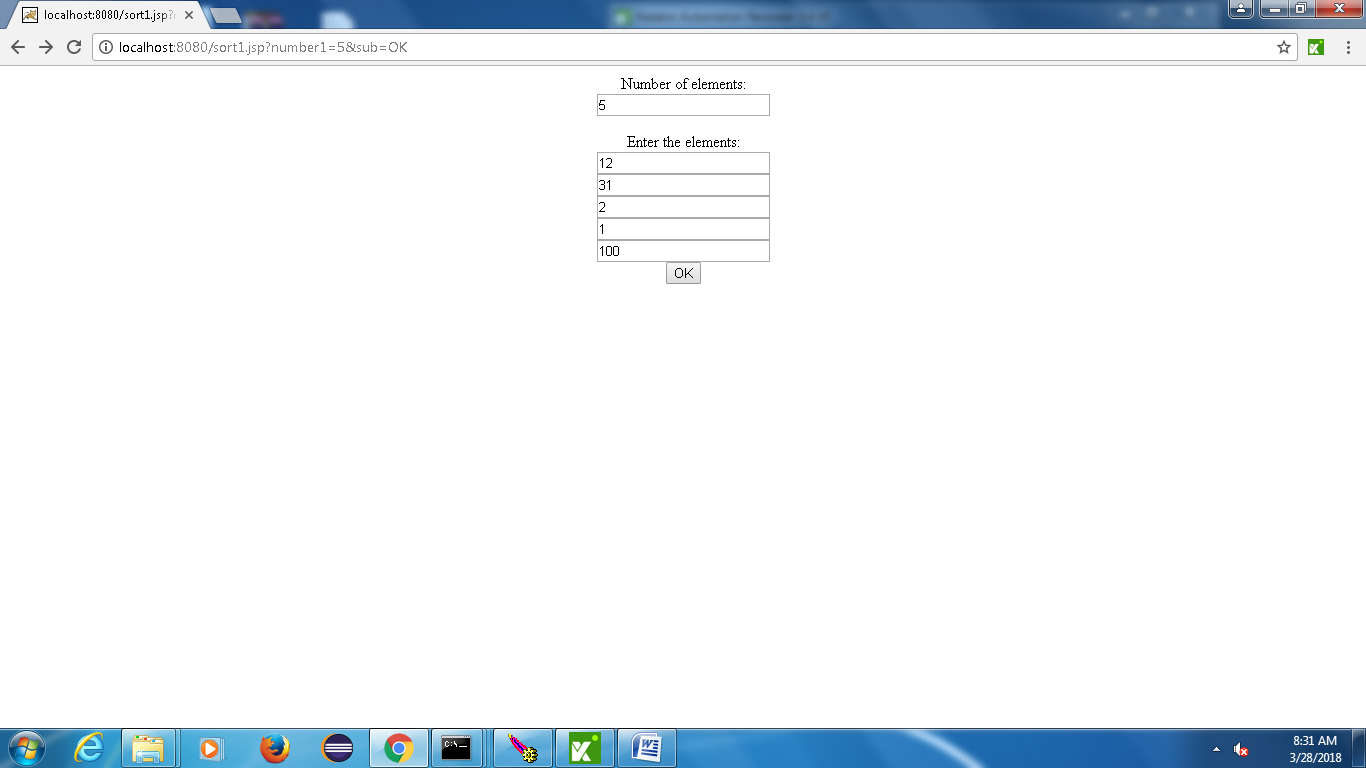 localhost:8080/sort1.jsp?
localhost:8080/sort1.jsp?number1=5&sub=OK
Number of elements:
5
Enter the elements:
12
31
2
1
100
OK
C:\
8:31 AM
3/28/2018